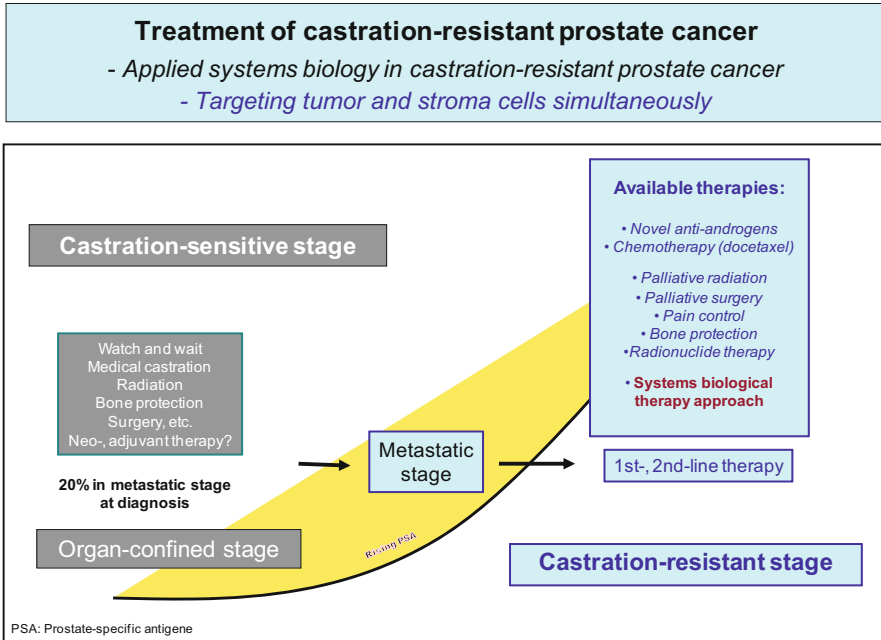 Treatment of castration-resistant prostate cancer
- Applied systems biology in castration-resistant prostate cancer
- Targeting tumor and stroma cells simultaneously
Castration-sensitive stage
Watch and wait
Medical castration
Radiation
Bone protection
Surgery, etc.
Neo-, adjuvant therapy?
20% in metastatic stage
at diagnosis
Organ-confined stage
Metastatic
stage
Rising PSA
Available therapies:
• Novel anti-androgens
• Chemotherapy (docetaxel)
• Palliative radiation
• Palliative surgery
• Pain control
• Bone protection
•Radionuclide therapy
• Systems biological
therapy approach
1st-, 2nd-line therapy
Castration-resistant stage
PSA: Prostate-specific antigene